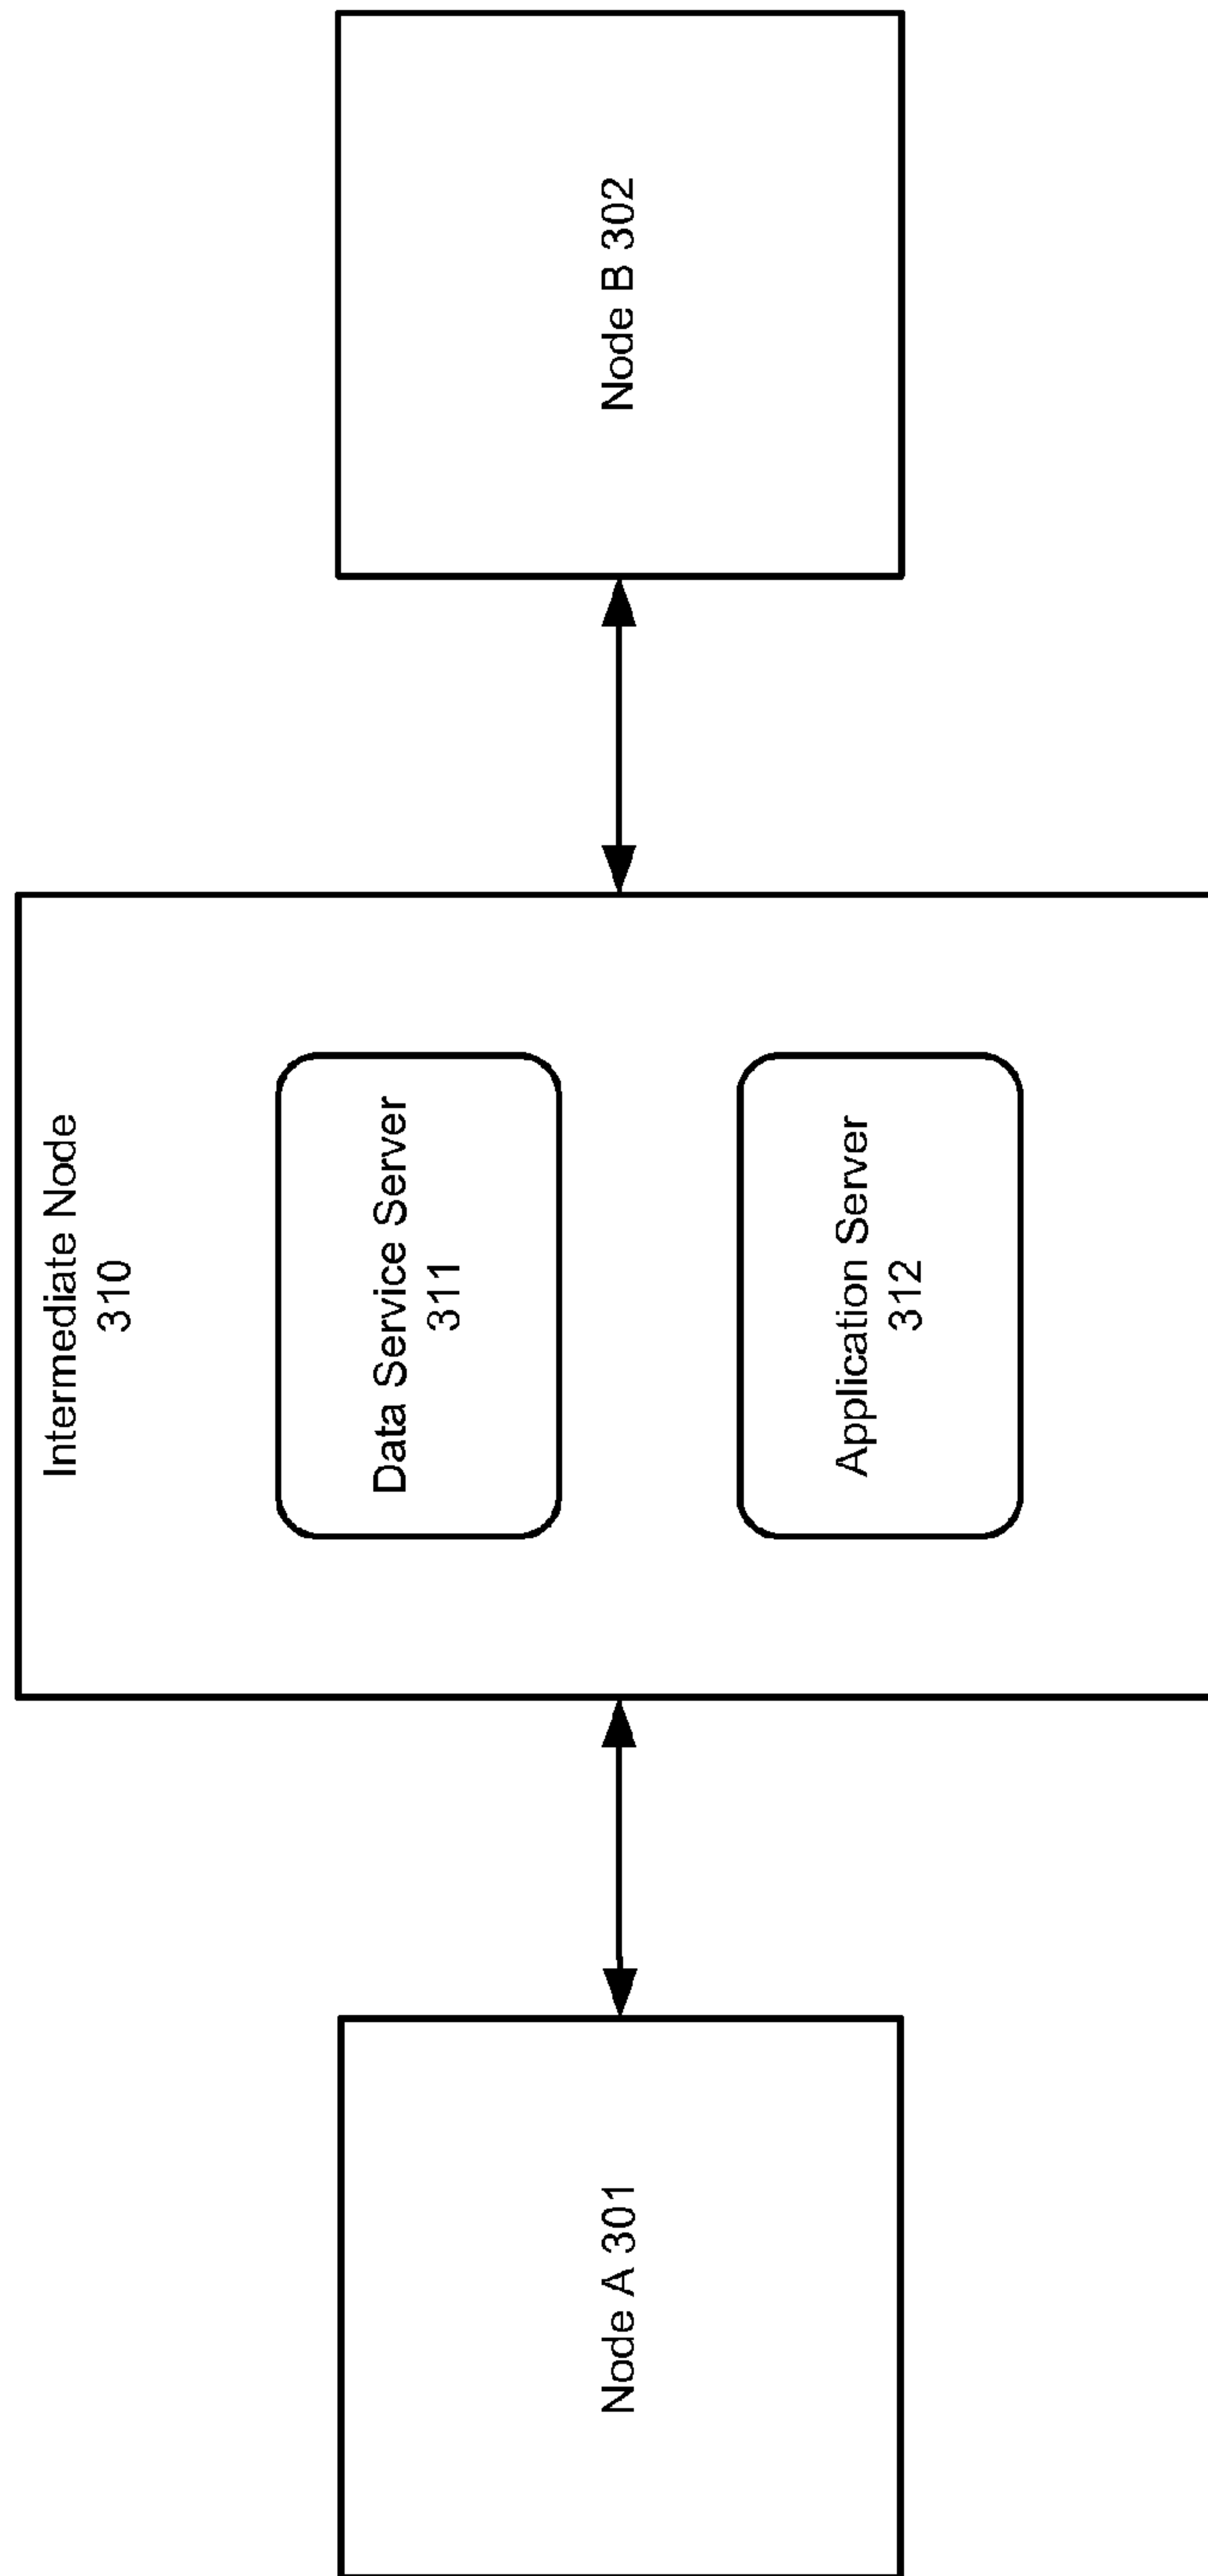 Intermediate Node
310
Data Service Server
311
Node A 301
Node B 302
Application Server
312